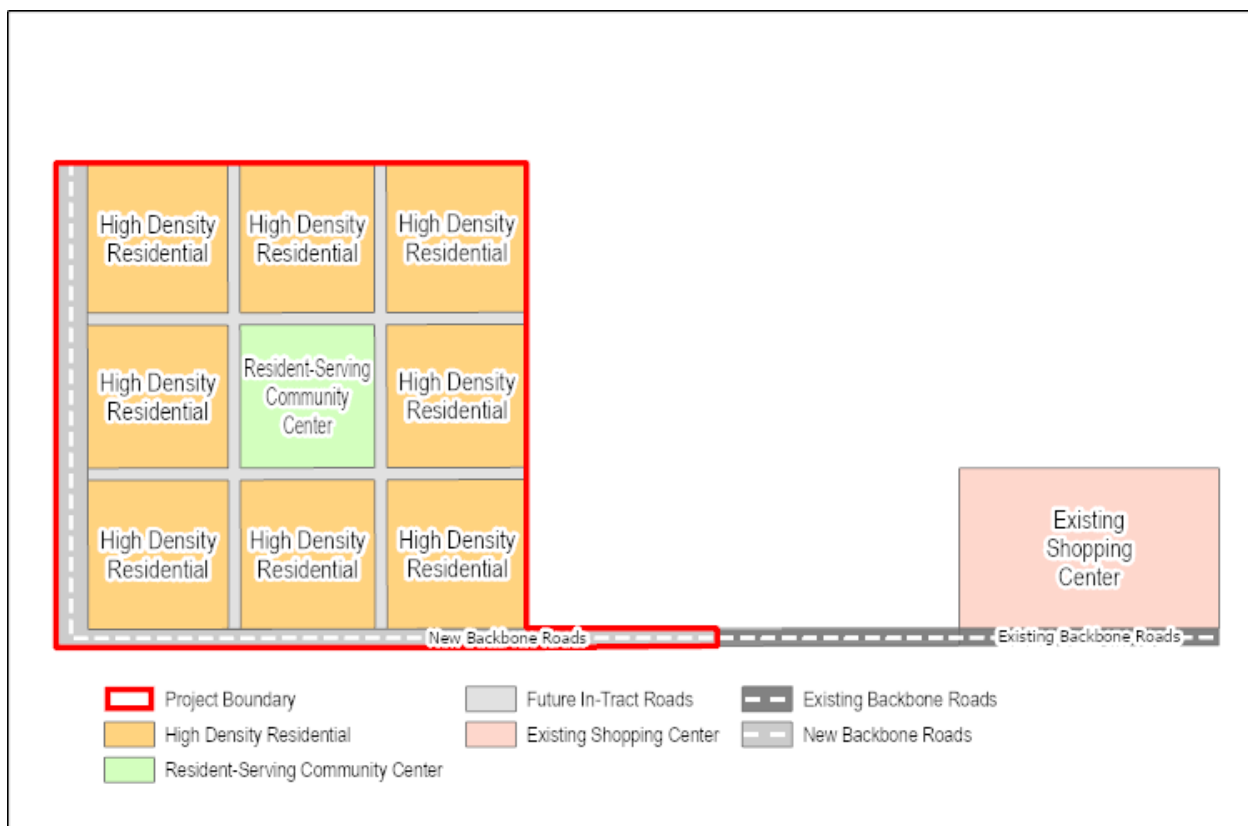 High Density
Residential
High Density
Residential
High Density
Residential
High Density
Residential
Resident-Serving
Community
Center
High Density
Residential
High Density
Residential
High Density
Residential
High Density
Residential
Existing
Shopping
Center
New Backbone Roads
Existing Backbone Roads
Project Boundary
High Density Residential
Resident-Serving Community Center
Future In-Tract Roads
Existing Shopping Center
Existing Backbone Roads
New Backbone Roads